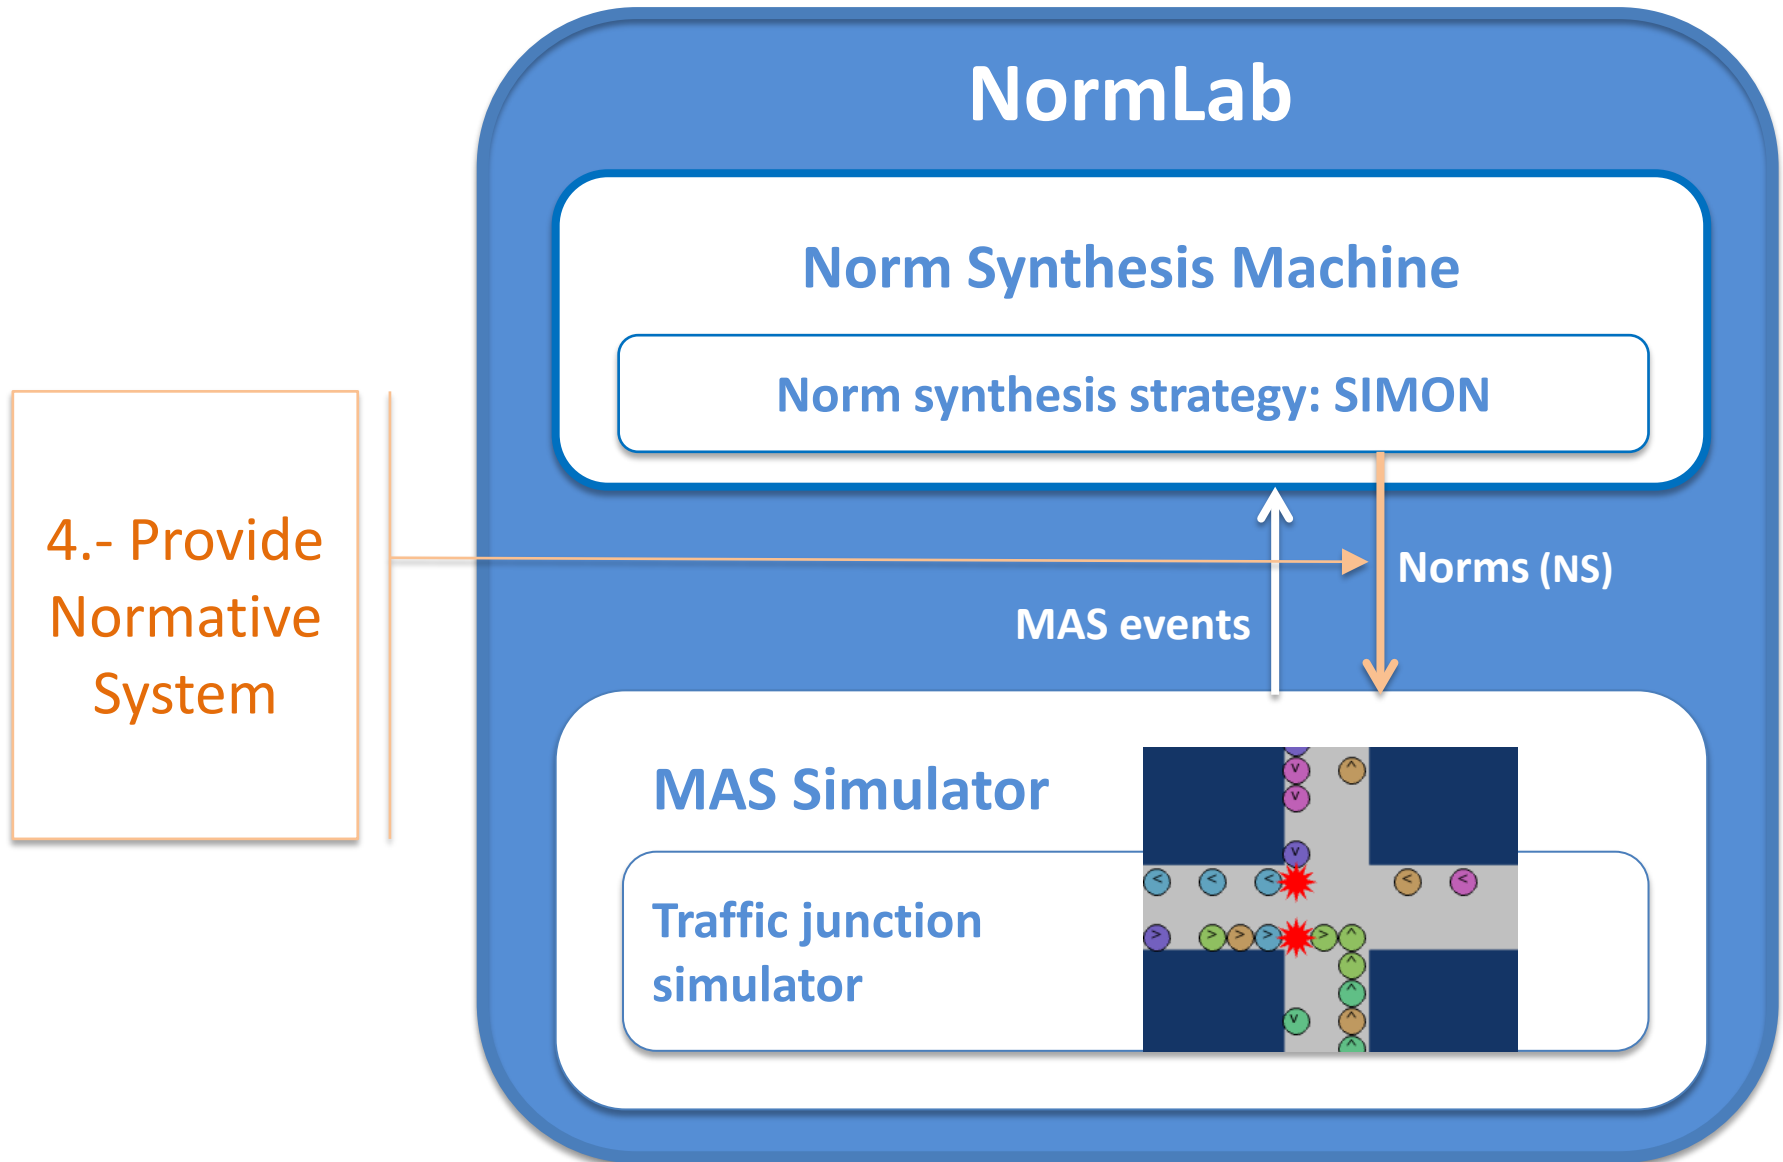 NormLab
Norm Synthesis Machine
Norm synthesis strategy: SIMON
4.- Provide
Normative
System
Norms (NS)
MAS events
MAS Simulator
Traffic junction
simulator